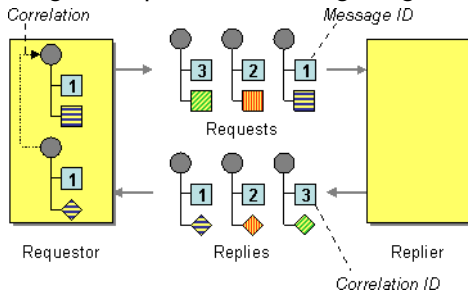 Correlation
Message ID
1
3 2 1
Requests
1
1 2 3
Requestor
Replies
Replier
Correlation ID